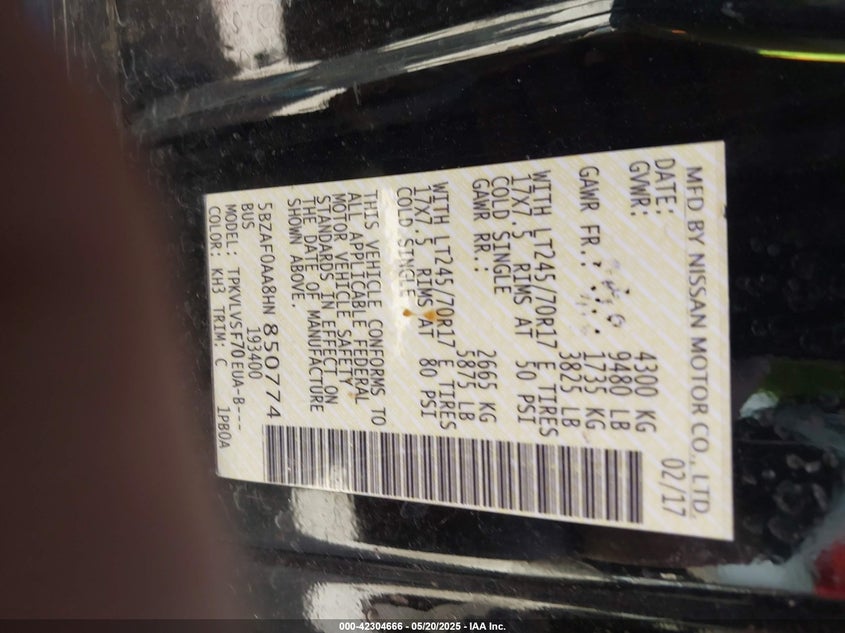 MFD BY NISSAN MOTOR CO., LTD.
DATE: 02/17
GVWR: 4300 KG
9480 LB
GAWR FR.: 1735 KG
3825 LB
WITH LT245/70R17 E TIRES
17X7.5 RIMS AT 50 PSI
COLD SINGLE
GAWR RR.: 2665 KG
5875 LB
WITH LT245/70R17 E TIRES
17X7.5 RIMS AT 80 PSI
COLD SINGLE
THIS VEHICLE CONFORMS TO
ALL APPLICABLE FEDERAL
MOTOR VEHICLE SAFETY
STANDARDS IN EFFECT ON
THE DATE OF MANUFACTURE
SHOWN ABOVE.
5BZAF0AA8HN850774
BUS 193400
MODEL: TPKVLVSF70EUA-B---
COLOR: KH3 TRIM: C 1PB0A
000-42304666 - 05/20/2025 - IAA Inc.